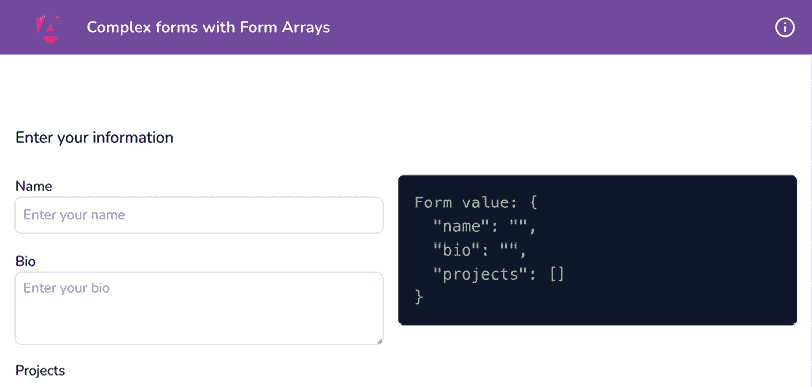 Complex forms with Form Arrays
Enter your information
Name
Enter your name
Bio
Enter your bio
Projects
Form value: {
"name": "",
"bio": "",
"projects": []
}